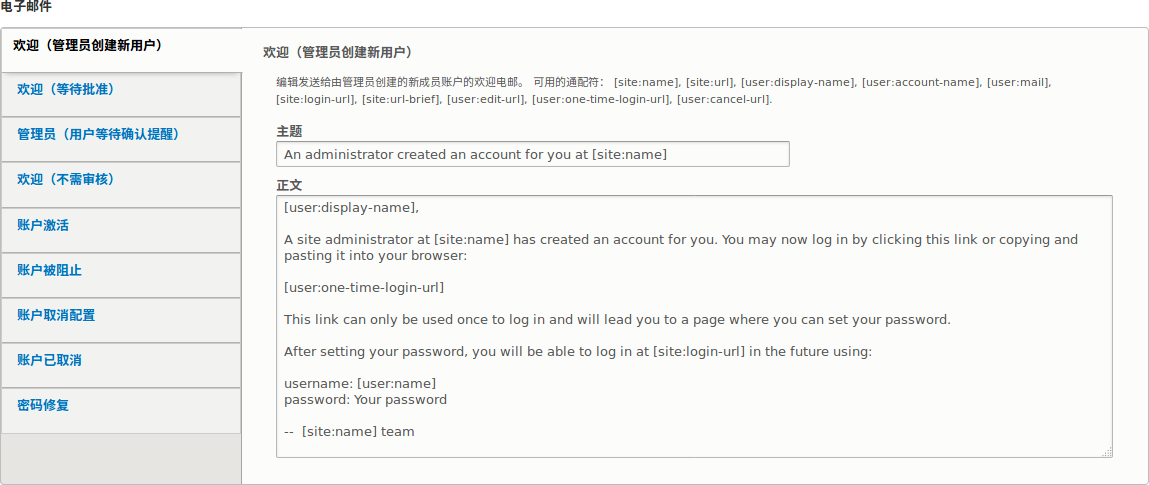 电子邮件
欢迎（管理员创建新用户）
欢迎（等待批准）
管理员（用户等待确认提醒）
欢迎（不需审核）
账户激活
账户被阻止
账户取消配置
账户已取消
密码修复
欢迎（管理员创建新用户）
编辑发送给由管理员创建的新成员账户的欢迎电邮。 可用的通配符： [site:name], [site:url], [user:display-name], [user:account-name], [user:mail],
[site:login-url], [site:url-brief], [user:edit-url], [user:one-time-login-url], [user:cancel-url].
主题
An administrator created an account for you at [site:name]
正文
[user:display-name],
A site administrator at [site:name] has created an account for you. You may now log in by clicking this link or copying and
pasting it into your browser:
[user:one-time-login-url]
This link can only be used once to log in and will lead you to a page where you can set your password.
After setting your password, you will be able to log in at [site:login-url] in the future using:
username: [user:name]
password: Your password
--  [site:name] team